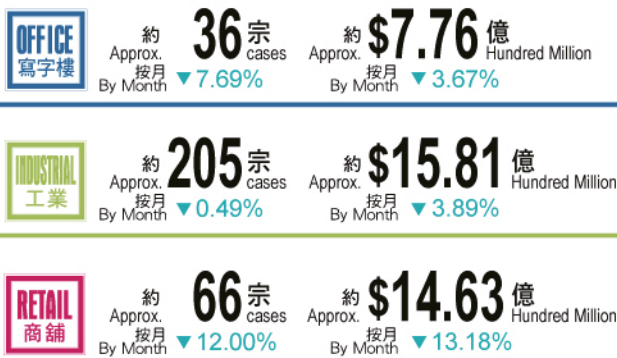 OFFICE
寫字樓
約 36 宗
Approx. cases
按月
By Month ▼7.69%
約 $7.76 億
Approx. Hundred Million
按月
By Month ▼3.67%
INDUSTRIAL
工業
約 205 宗
Approx. cases
按月
By Month ▼0.49%
約 $15.81 億
Approx. Hundred Million
按月
By Month ▼3.89%
RETAIL
商舖
約 66 宗
Approx. cases
按月
By Month ▼12.00%
約 $14.63 億
Approx. Hundred Million
按月
By Month ▼13.18%